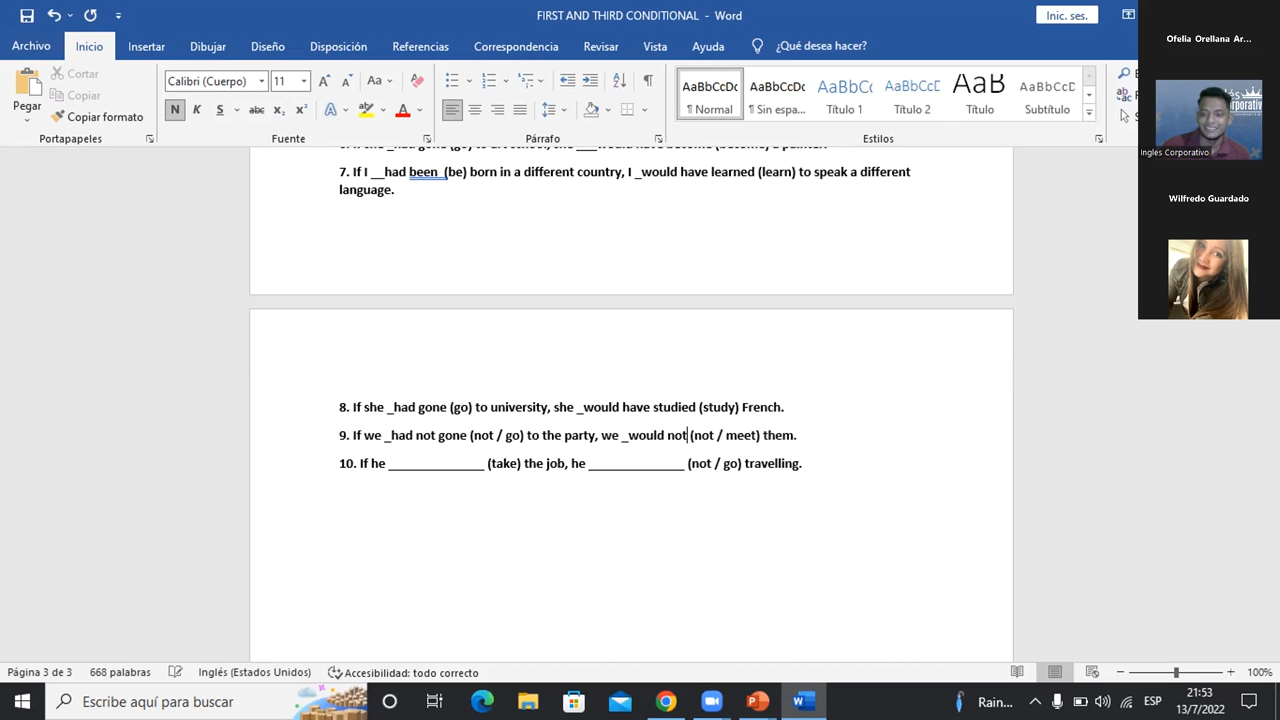 FIRST AND THIRD CONDITIONAL - Word
Inic. ses.
Archivo Inicio Insertar Dibujar Diseño Disposición Referencias Correspondencia Revisar Vista Ayuda ¿Qué desea hacer?
Pegar
Cortar
Copiar
Copiar formato
Calibri (Cuerpo) 11
N K S abc x₂ x²
AaBbCcDc AaBbCcDc AaBbC AaBbCcD AaB AaBbCcD
¶ Normal ¶ Sin espa... Título 1 Título 2 Título Subtítulo
Portapapeles Fuente Párrafo Estilos
7. If I __had been (be) born in a different country, I _would have learned (learn) to speak a different
language.
8. If she _had gone (go) to university, she _would have studied (study) French.
9. If we _had not gone (not / go) to the party, we _would not (not / meet) them.
10. If he _______________ (take) the job, he _______________ (not / go) travelling.
Ofelia Orellana Ar...
Ingles Corporativo
Wilfredo Guardado
Página 3 de 3 668 palabras Inglés (Estados Unidos) Accesibilidad: todo correcto 100%
Escribe aquí para buscar
Rain... ESP
21:53
13/7/2022